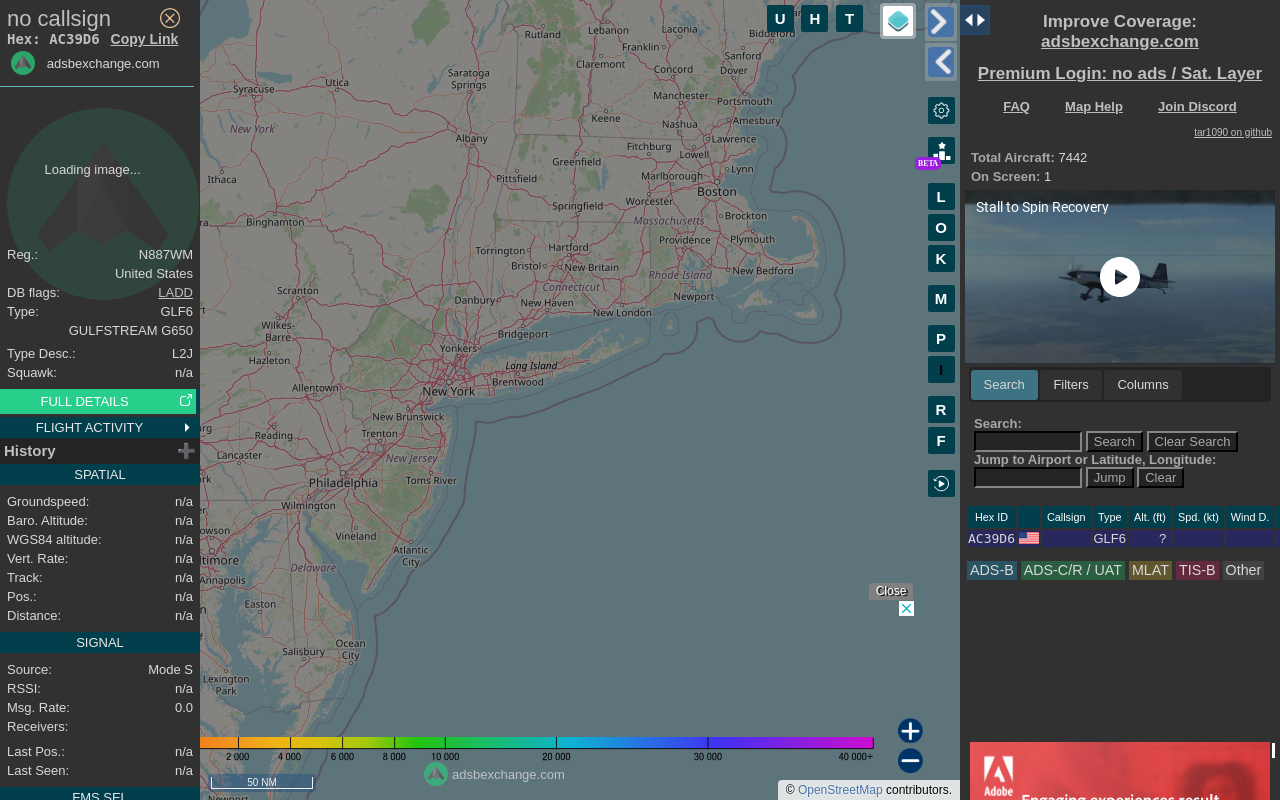 no callsign
Hex: AC39D6 Copy Link
adsbexchange.com
Loading image...
Reg.: N887WM
United States
DB flags: LADD
Type: GLF6
GULFSTREAM G650
Type Desc.: L2J
Squawk: n/a
FULL DETAILS
FLIGHT ACTIVITY
History
SPATIAL
Groundspeed: n/a
Baro. Altitude: n/a
WGS84 altitude: n/a
Vert. Rate: n/a
Track: n/a
Pos.: n/a
Distance: n/a
SIGNAL
Source: Mode S
RSSI: n/a
Msg. Rate: 0.0
Receivers:
Last Pos.: n/a
Last Seen: n/a
FMS SEL
U H T
Rutland
Lebanon
Laconia
Biddeford
Franklin
Claremont
Sanford
Concord
Dover
Saratoga
Springs
Utica
Syracuse
Manchester
Portsmouth
Keene
Nashua
Amesbury
New York
Albany
Lawrence
Fitchburg
Lowell
Greenfield
Lynn
Ithaca
Pittsfield
Marlborough
Boston
Worcester
Springfield
Massachusetts
Brockton
Binghamton
Providence
Plymouth
Torrington
Hartford
Bristol
New Britain
Rhode Island
New Bedford
Connecticut
Newport
Scranton
Danbury
New Haven
New London
Wilkes-
Barre
Bridgeport
Yonkers
Hazleton
Long Island
Brentwood
Allentown
New York
New Brunswick
Reading
Trenton
Lancaster
New Jersey
Toms River
Philadelphia
Wilmington
Vineland
Atlantic
City
Annapolis
Delaware
Easton
Ocean
City
Salisbury
Lexington
Park
BETA
L
O
K
M
P
I
R
F
Close
2 000 4 000 6 000 8 000 10 000 20 000 30 000 40 000+
adsbexchange.com
50 NM
© OpenStreetMap contributors.
Improve Coverage:
adsbexchange.com
Premium Login: no ads / Sat. Layer
FAQ Map Help Join Discord
tar1090 on github
Total Aircraft: 7442
On Screen: 1
Stall to Spin Recovery
Search Filters Columns
Search:
Search Clear Search
Jump to Airport or Latitude, Longitude:
Jump Clear
Hex ID Callsign Type Alt. (ft) Spd. (kt) Wind D.
AC39D6 GLF6 ?
ADS-B ADS-C/R / UAT MLAT TIS-B Other
Adobe
Engaging experiences result